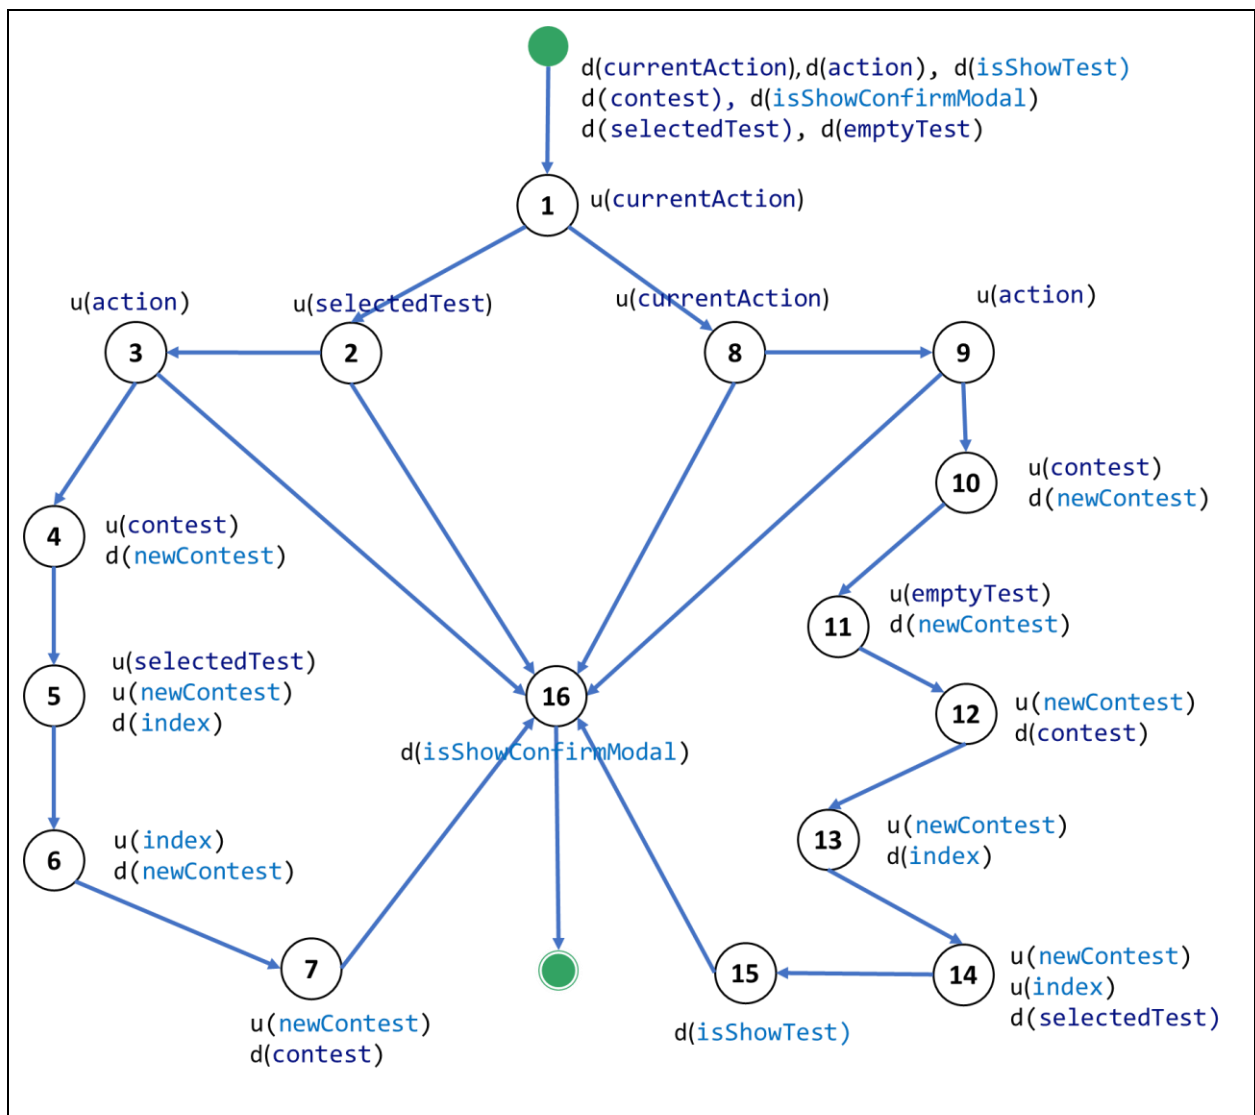 d(currentAction),d(action), d(isShowTest)
d(contest), d(isShowConfirmModal)
d(selectedTest), d(emptyTest)
1
u(currentAction)
u(action)
u(selectedTest)
u(currentAction)
u(action)
3
2
8
9
10
u(contest)
d(newContest)
4
u(contest)
d(newContest)
11
u(emptyTest)
d(newContest)
5
u(selectedTest)
u(newContest)
d(index)
16
d(isShowConfirmModal)
12
u(newContest)
d(contest)
13
u(newContest)
d(index)
6
u(index)
d(newContest)
7
u(newContest)
d(contest)
15
d(isShowTest)
14
u(newContest)
u(index)
d(selectedTest)